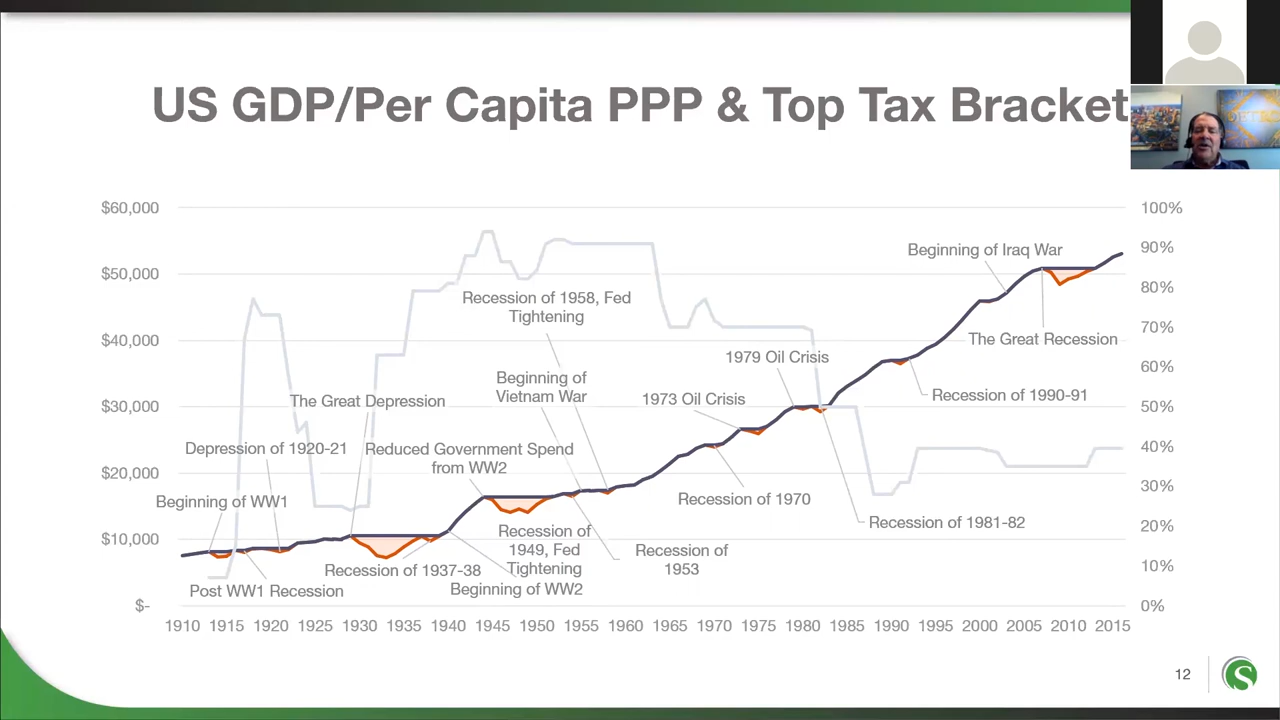 US GDP/Per Capita PPP & Top Tax Bracket
$60,000
100%
90%
Beginning of Iraq War
$50,000
80%
Recession of 1958, Fed
Tightening
$40,000
70%
The Great Recession
1979 Oil Crisis
60%
Beginning of
Vietnam War
Recession of 1990-91
1973 Oil Crisis
The Great Depression
$30,000
50%
Depression of 1920-21
Reduced Government Spend
from WW2
40%
$20,000
30%
Recession of 1970
Beginning of WW1
Recession of 1981-82
20%
$10,000
Recession of
1949, Fed
Tightening
Recession of
1953
10%
Recession of 1937-38
Post WW1 Recession
Beginning of WW2
$-
0%
1910 1915 1920 1925 1930 1935 1940 1945 1950 1955 1960 1965 1970 1975 1980 1985 1990 1995 2000 2005 2010 2015
12
S